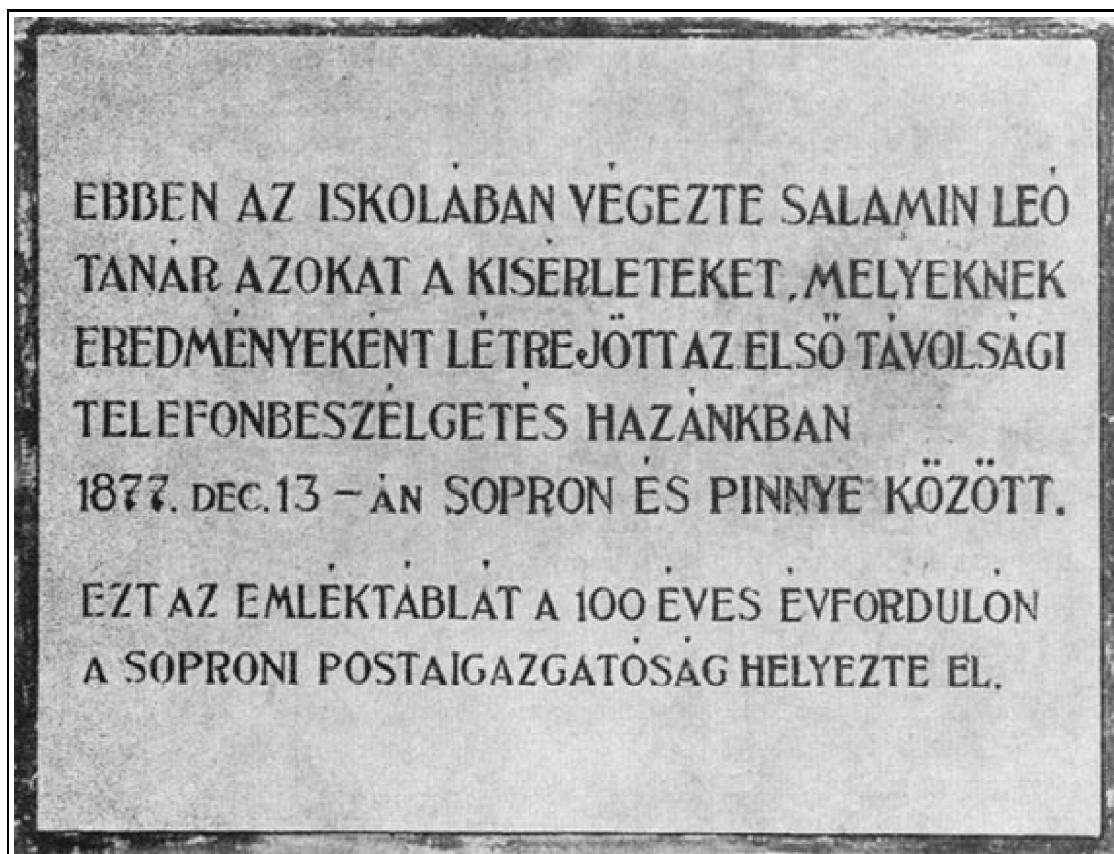 EBBEN AZ ISKOLÁBAN VÉGEZTE SALAMIN LEÓ
TANÁR AZOKAT A KISÉRLETEKET, MELYEKNEK
EREDMÉNYEKÉNT LÉTREJÖTT AZ ELSŐ TÁVOLSÁGI
TELEFONBESZÉLGETÉS HAZÁNKBAN
1877. DEC. 13 - ÁN SOPRON ÉS PINNYE KÖZÖTT.
EZT AZ EMLÉKTÁBLÁT A 100 ÉVES ÉVFORDULÓN
A SOPRONI POSTAIGAZGATÓSÁG HELYEZTE EL.